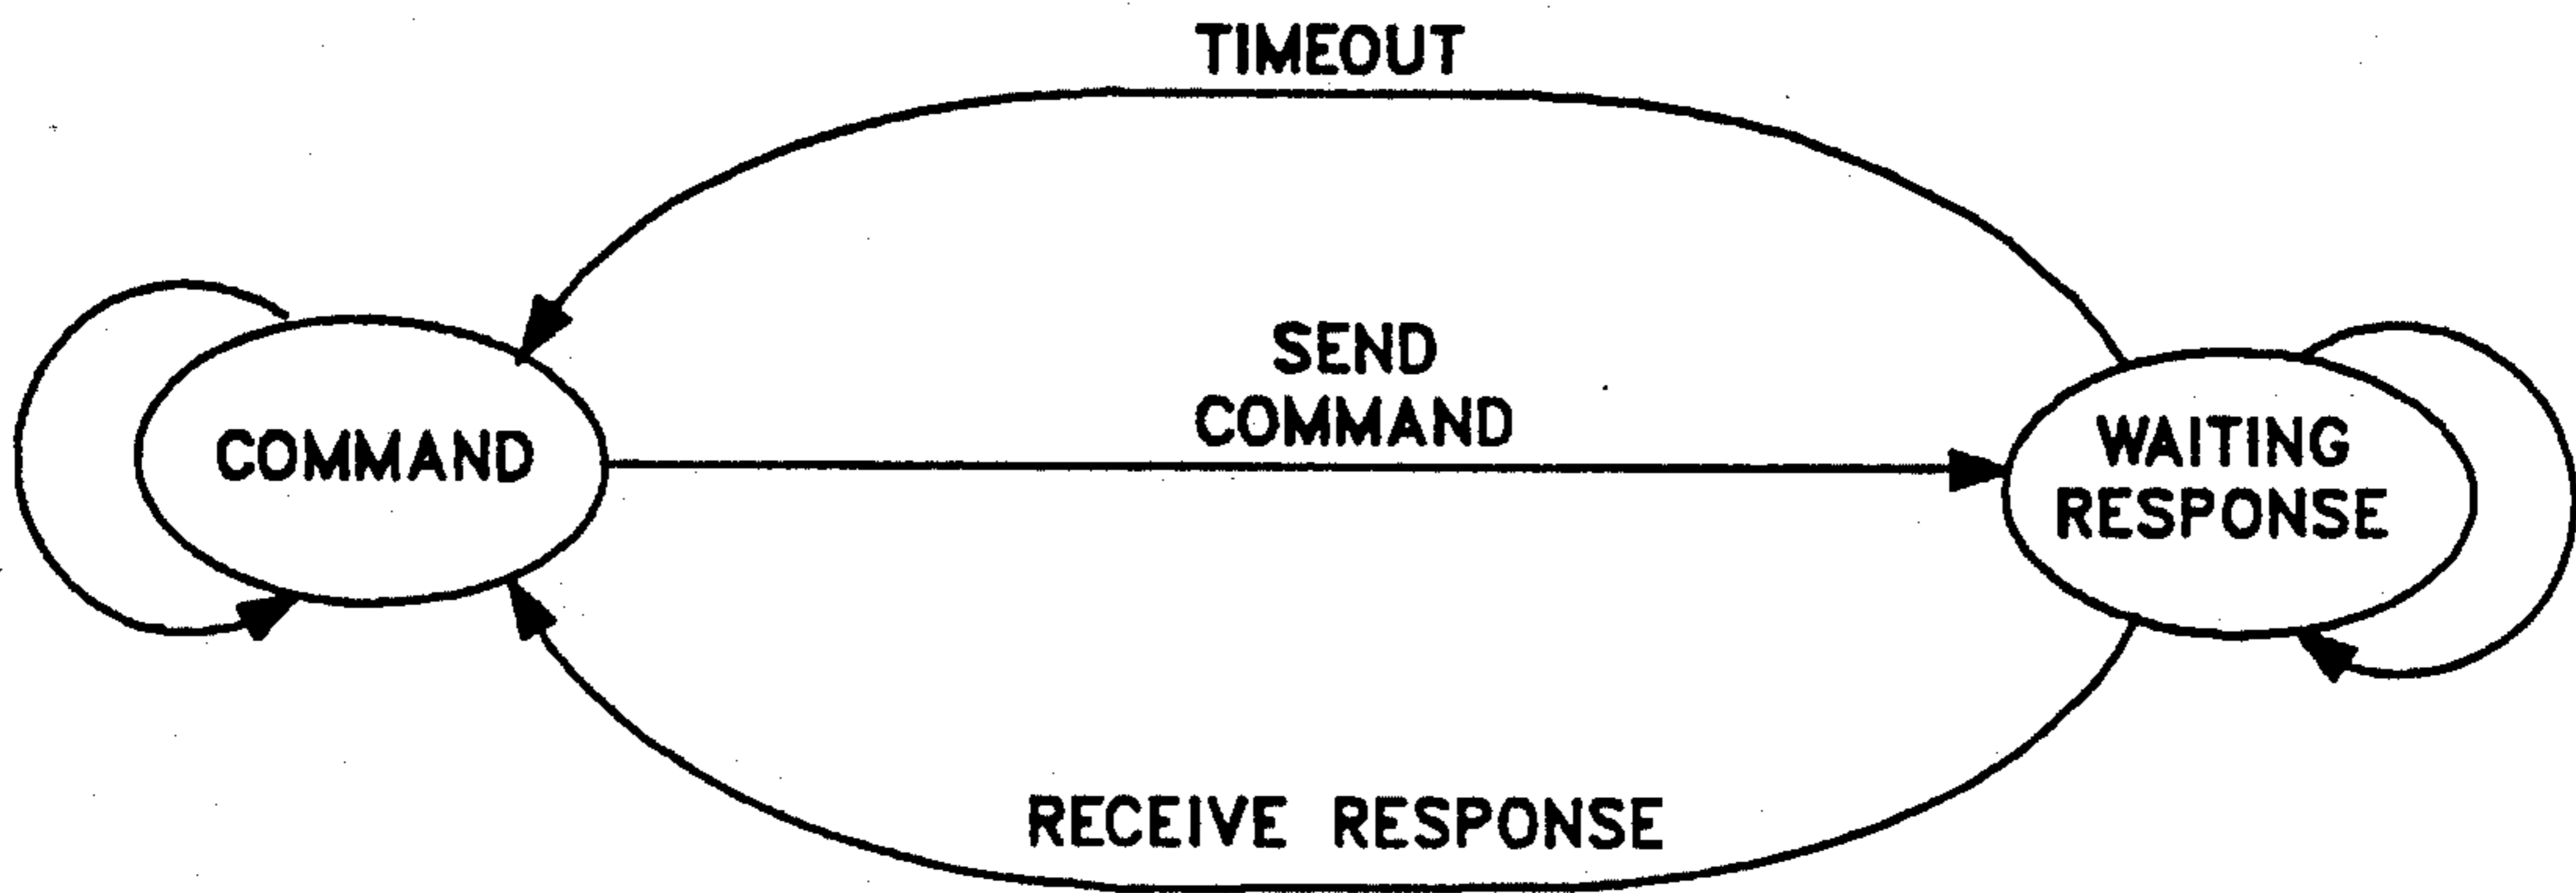 TIMEOUT
SEND
COMMAND
COMMAND
WAITING
RESPONSE
RECEIVE RESPONSE